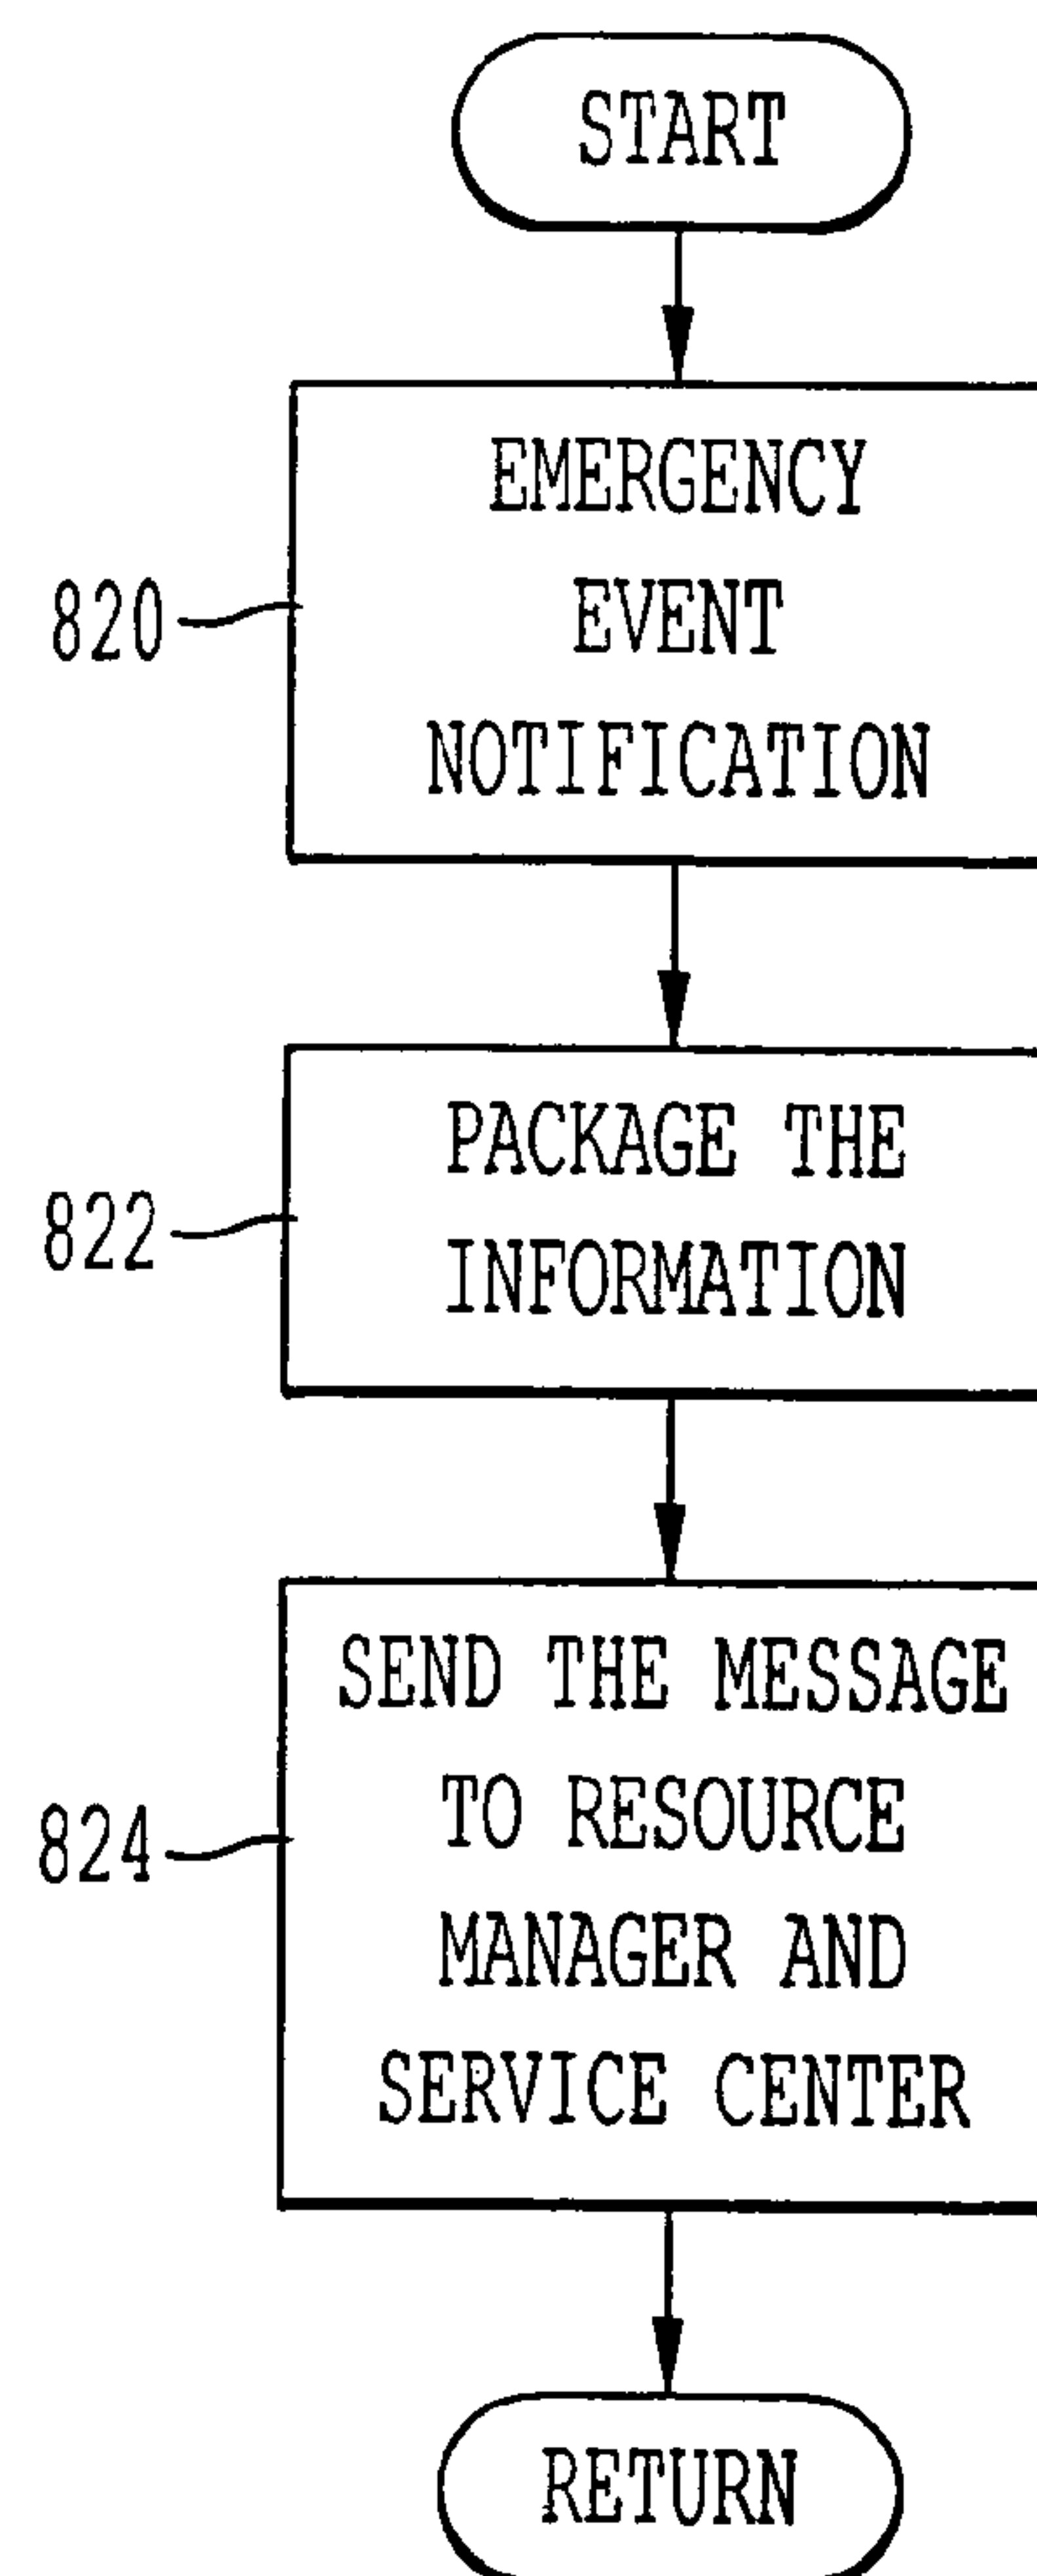 START
EMERGENCY
EVENT
NOTIFICATION
820
PACKAGE THE
INFORMATION
822
SEND THE MESSAGE
TO RESOURCE
MANAGER AND
SERVICE CENTER
824
RETURN